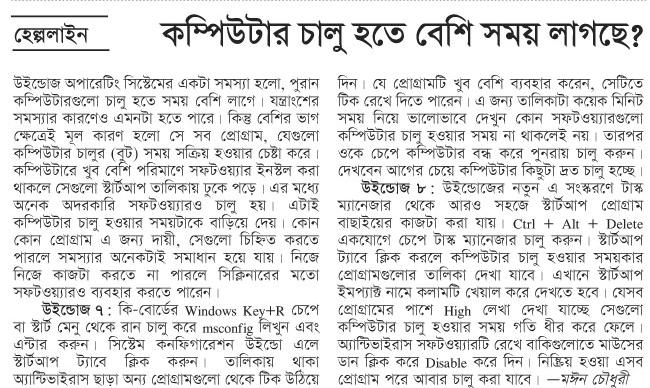 হেল্পলাইন
কম্পিউটার চালু হতে বেশি সময় লাগছে?
উইন্ডোজ অপারেটিং সিস্টেমের একটা সমস্যা হলো, পুরান
কম্পিউটারগুলো চালু হতে সময় বেশি লাগে। যন্ত্রাংশের
সমস্যার কারণেও এমনটা হতে পারে। কিন্তু বেশির ভাগ
ক্ষেত্রেই মূল কারণ হলো সে সব প্রোগ্রাম, যেগুলো
কম্পিউটার চালুর (বুট) সময় সক্রিয় হওয়ার চেষ্টা করে।
কম্পিউটারে খুব বেশি পরিমাণে সফটওয়্যার ইনস্টল করা
থাকলে সেগুলো স্টার্টআপ তালিকায় ঢুকে পড়ে। এর মধ্যে
অনেক অদরকারি সফটওয়্যারও চালু হয়। এটাই
কম্পিউটার চালু হওয়ার সময়টাকে বাড়িয়ে দেয়। কোন
কোন প্রোগ্রাম এ জন্য দায়ী, সেগুলো চিহ্নিত করতে
পারলে সমস্যার অনেকটাই সমাধান হয়ে যায়। নিজে
নিজে কাজটা করতে না পারলে সিক্লিনারের মতো
সফটওয়্যারও ব্যবহার করতে পারেন।
উইন্ডোজ ৭: কি-বোর্ডের Windows Key+R চেপে
বা স্টার্ট মেনু থেকে রান চালু করে msconfig লিখুন এবং
এন্টার করুন। সিস্টেম কনফিগারেশন উইন্ডো এলে
স্টার্টআপ ট্যাবে ক্লিক করুন। তালিকায় থাকা
অ্যান্টিভাইরাস ছাড়া অন্য প্রোগ্রামগুলো থেকে টিক উঠিয়ে
দিন। যে প্রোগ্রামটি খুব বেশি ব্যবহার করেন, সেটিতে
টিক রেখে দিতে পারেন। এ জন্য তালিকাটা কয়েক মিনিট
সময় নিয়ে ভালোভাবে দেখুন কোন সফটওয়্যারগুলো
কম্পিউটার চালু হওয়ার সময় না থাকলেই নয়। তারপর
ওকে চেপে কম্পিউটার বন্ধ করে পুনরায় চালু করুন।
দেখবেন আগের চেয়ে কম্পিউটার কিছুটা দ্রুত চালু হচ্ছে।
উইন্ডোজ ৮: উইন্ডোজের নতুন এ সংস্করণে টাস্ক
ম্যানেজার থেকে আরও সহজে স্টার্টআপ প্রোগ্রাম
বাছাইয়ের কাজটা করা যায়। Ctrl + Alt + Delete
একযোগে চেপে টাস্ক ম্যানেজার চালু করুন। স্টার্টআপ
ট্যাবে ক্লিক করলে কম্পিউটার চালু হওয়ার সময়কার
প্রোগ্রামগুলোর তালিকা দেখা যাবে। এখানে স্টার্টআপ
ইমপ্যাক্ট নামে কলামটি খেয়াল করে দেখতে হবে। যেসব
প্রোগ্রামের পাশে High লেখা দেখা যাচ্ছে সেগুলো
কম্পিউটার চালু হওয়ার সময় গতি ধীর করে ফেলে।
অ্যান্টিভাইরাস সফটওয়্যারটি রেখে বাকিগুলোতে মাউসের
ডান ক্লিক করে Disable করে দিন। নিষ্ক্রিয় হওয়া এসব
প্রোগ্রাম পরে আবার চালু করা যাবে। —মঈন চৌধুরী